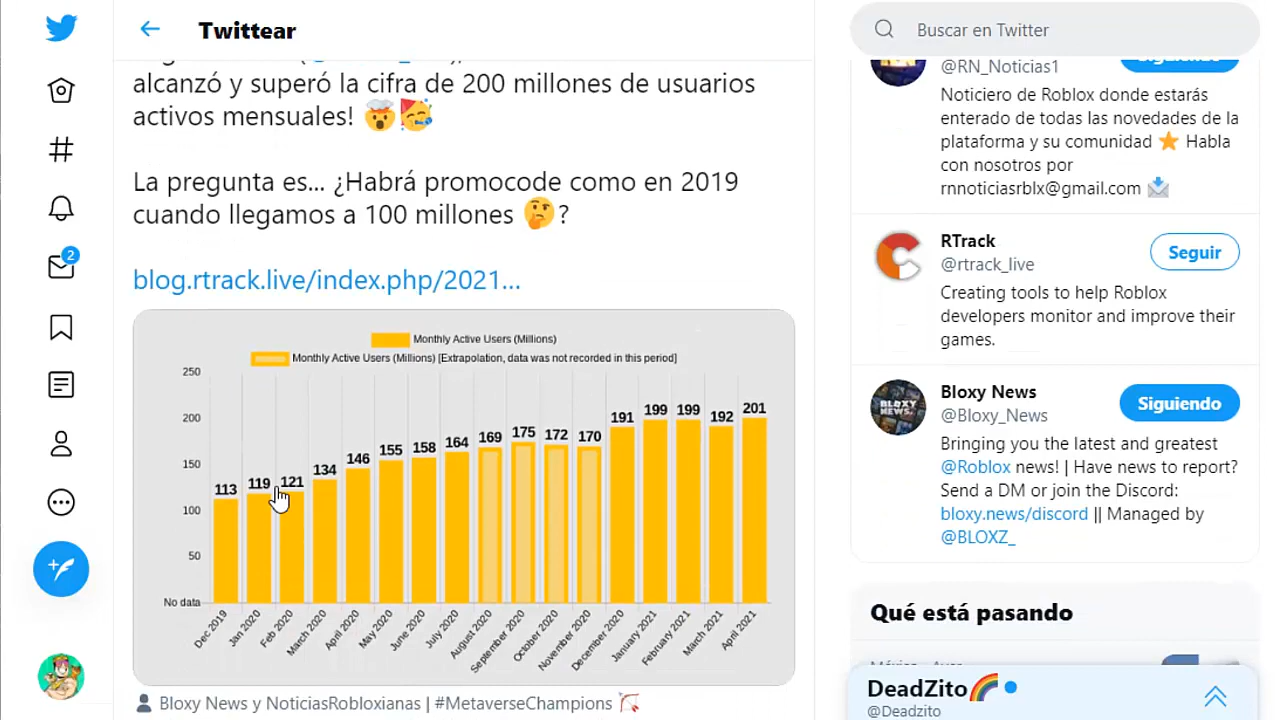 Twittear
alcanzó y superó la cifra de 200 millones de usuarios
activos mensuales! 🤯🥳
La pregunta es... ¿Habrá promocode como en 2019
cuando llegamos a 100 millones 🤔?
blog.rtrack.live/index.php/2021...
Monthly Active Users (Millions)
Monthly Active Users (Millions) [Extrapolation, data was not recorded in this period]
250
200
150
100
50
No data
113 119 121 134 146 155 158 164 169 175 172 170 191 199 199 192 201
Dec 2019 Jan 2020 Feb 2020 March 2020 April 2020 May 2020 June 2020 July 2020 August 2020 September 2020 October 2020 November 2020 December 2020 January 2021 February 2021 March 2021 April 2021
Bloxy News y NoticiasRobloxianas | #MetaverseChampions
2
Buscar en Twitter
@RN_Noticias1
Siguiendo
Noticiero de Roblox donde estarás
enterado de todas las novedades de la
plataforma y su comunidad ⭐ Habla
con nosotros por
rnnoticiasrblx@gmail.com 📩
RTrack
@rtrack_live
Seguir
Creating tools to help Roblox
developers monitor and improve their
games.
Bloxy News
@Bloxy_News
Siguiendo
BLOXY NEWS
Bringing you the latest and greatest
@Roblox news! | Have news to report?
Send a DM or join the Discord:
bloxy.news/discord || Managed by
@BLOXZ_
Qué está pasando
DeadZito🌈
@Deadzito